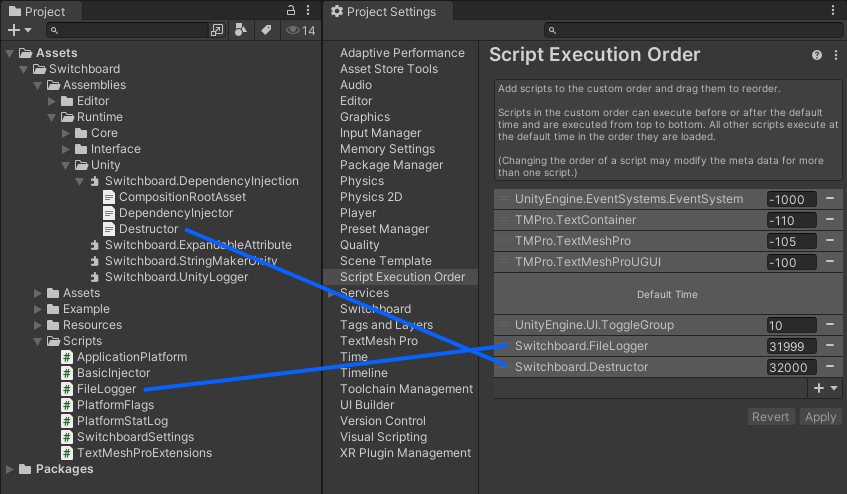 Project
14
Assets
Switchboard
Assemblies
Editor
Runtime
Core
Interface
Unity
Switchboard.DependencyInjection
CompositionRootAsset
DependencyInjector
Destructor
Switchboard.ExpandableAttribute
Switchboard.StringMakerUnity
Switchboard.UnityLogger
Assets
Example
Resources
Scripts
ApplicationPlatform
BasicInjector
FileLogger
PlatformFlags
PlatformStatLog
SwitchboardSettings
TextMeshProExtensions
Packages
Project Settings
Adaptive Performance
Asset Store Tools
Audio
Editor
Graphics
Input Manager
Memory Settings
Package Manager
Physics
Physics 2D
Player
Preset Manager
Quality
Scene Template
Script Execution Order
Services
Switchboard
Tags and Layers
TextMesh Pro
Time
Timeline
Toolchain Management
UI Builder
Version Control
Visual Scripting
XR Plugin Management
Script Execution Order
Add scripts to the custom order and drag them to reorder.
Scripts in the custom order can execute before or after the default
time and are executed from top to bottom. All other scripts execute at
the default time in the order they are loaded.
(Changing the order of a script may modify the meta data for more
than one script.)
UnityEngine.EventSystems.EventSystem -1000
TMPro.TextContainer -110
TMPro.TextMeshPro -105
TMPro.TextMeshProUGUI -100
Default Time
UnityEngine.UI.ToggleGroup 10
Switchboard.FileLogger 31999
Switchboard.Destructor 32000
Revert Apply